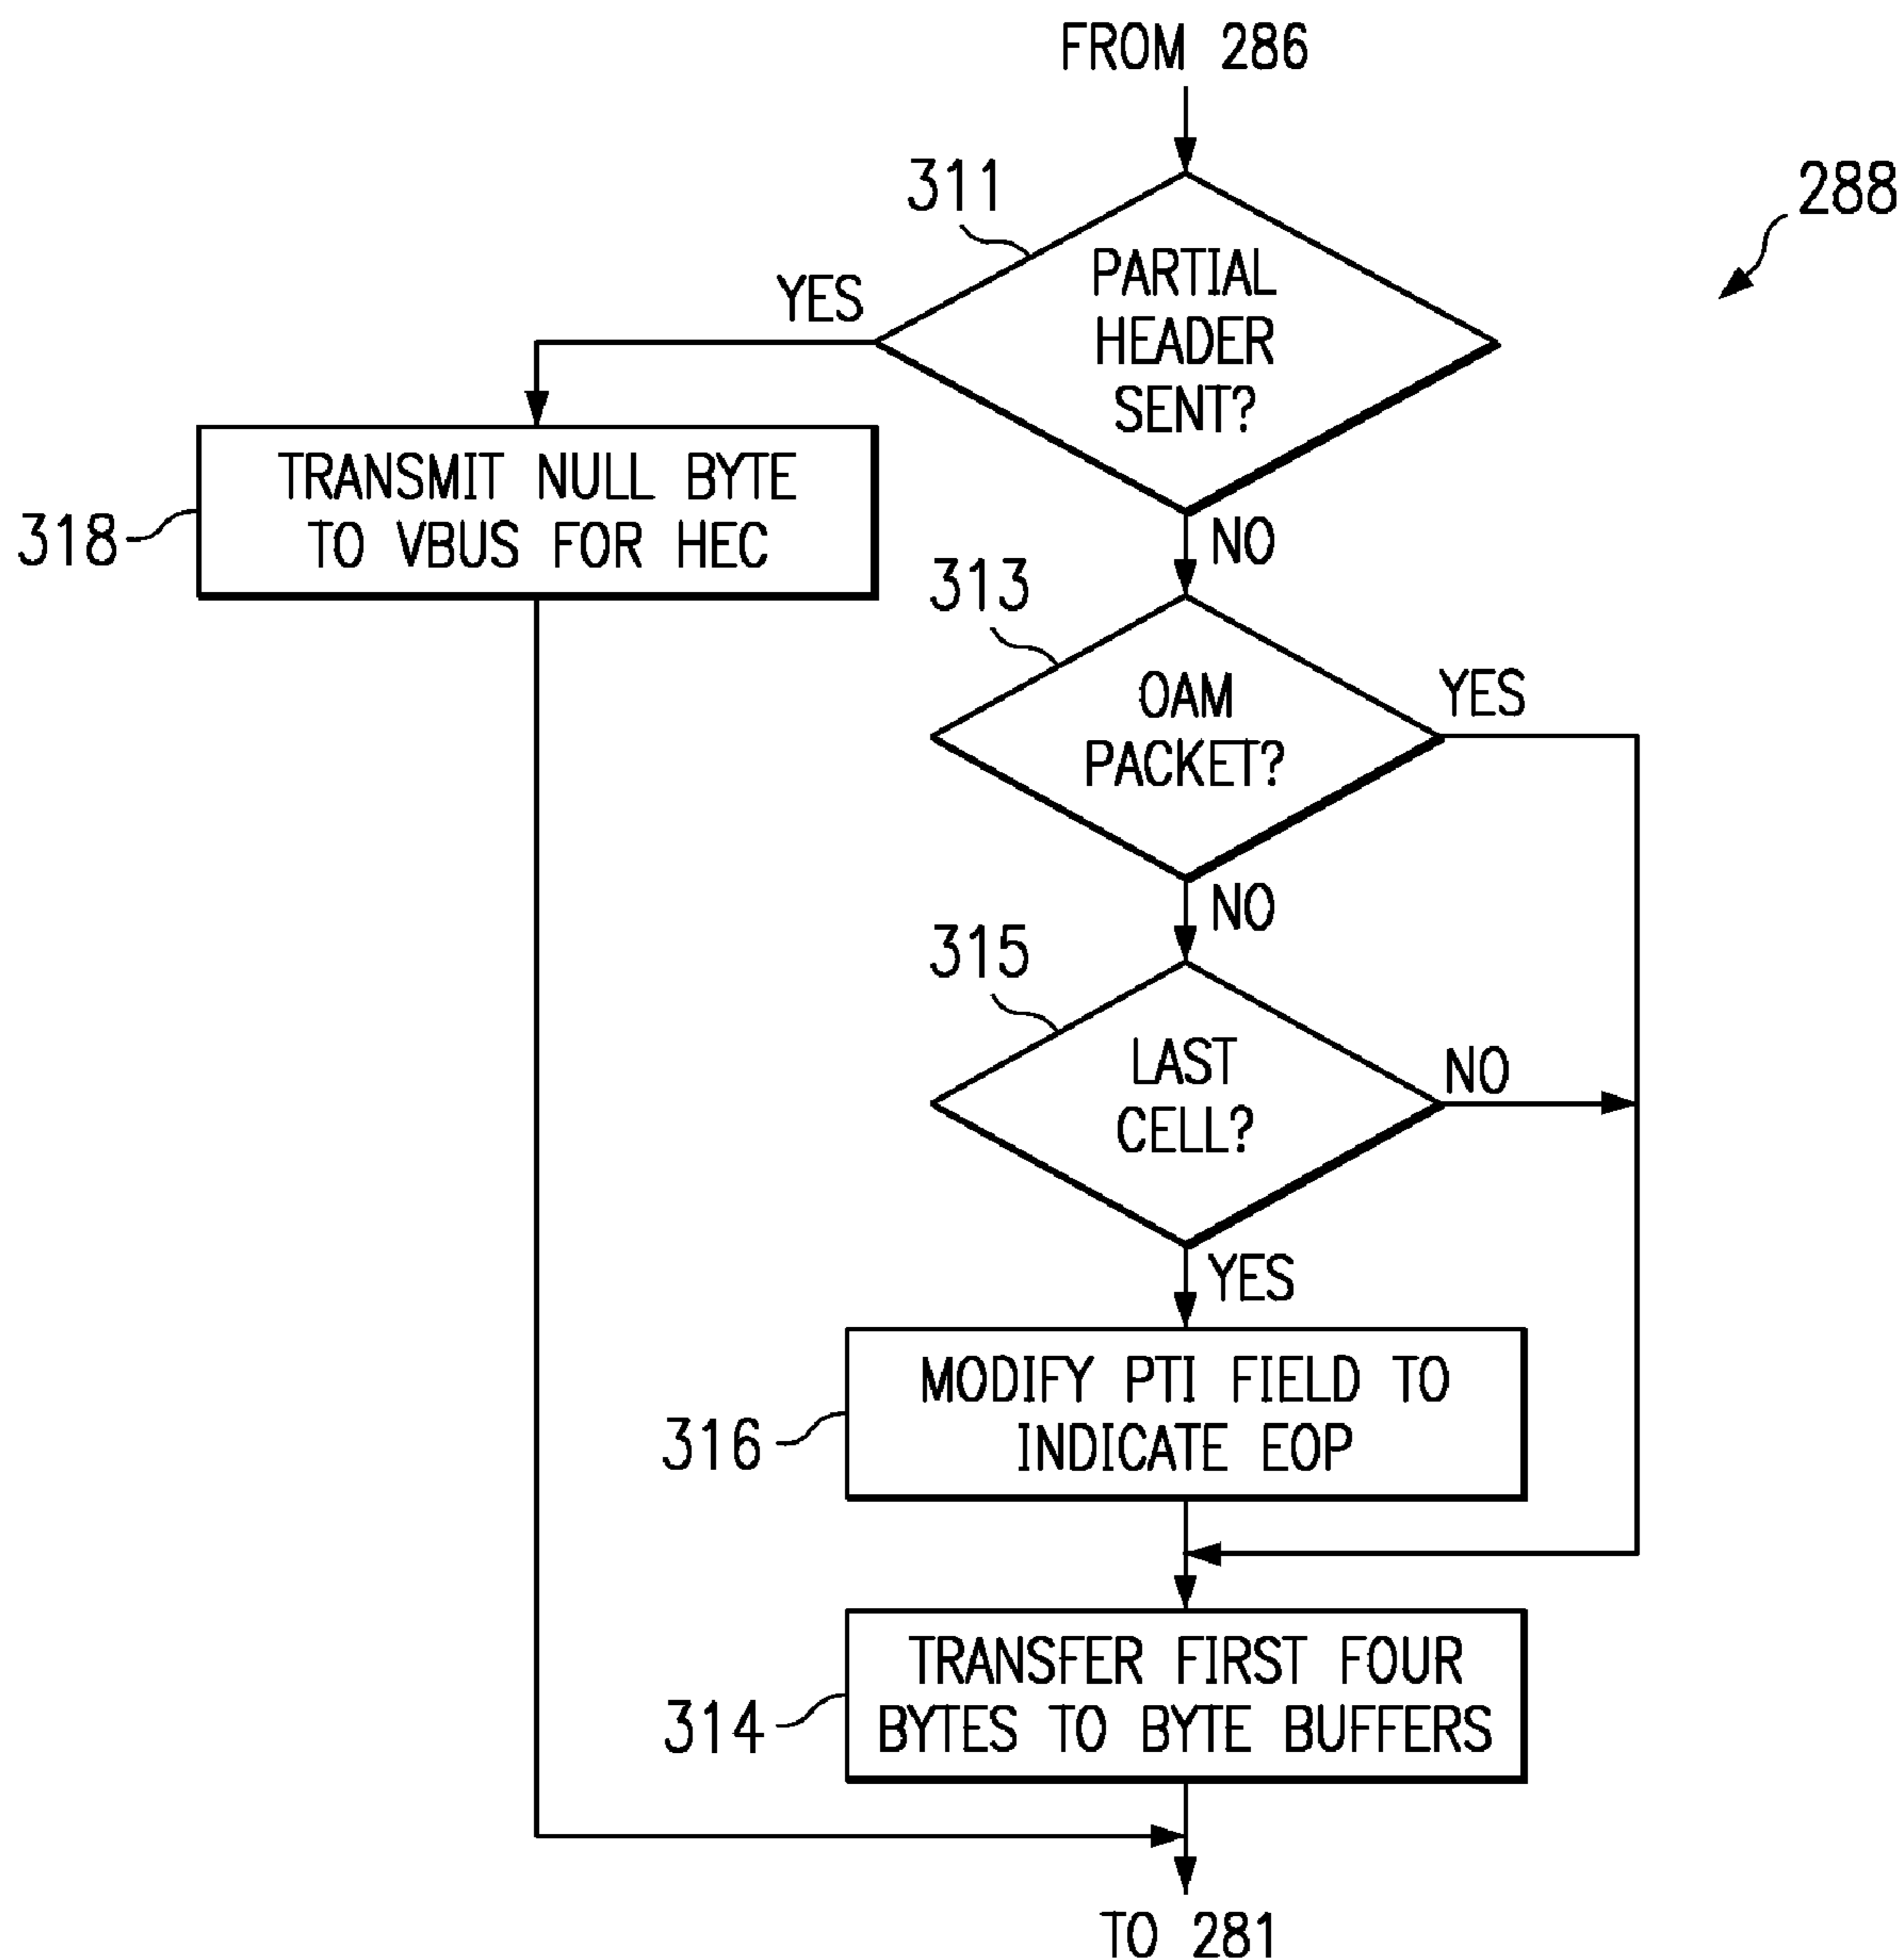 FROM 286
288
311
PARTIAL
HEADER
SENT?
YES
NO
318
TRANSMIT NULL BYTE
TO VBUS FOR HEC
313
OAM
PACKET?
YES
NO
315
LAST
CELL?
NO
YES
316
MODIFY PTI FIELD TO
INDICATE EOP
314
TRANSFER FIRST FOUR
BYTES TO BYTE BUFFERS
TO 281